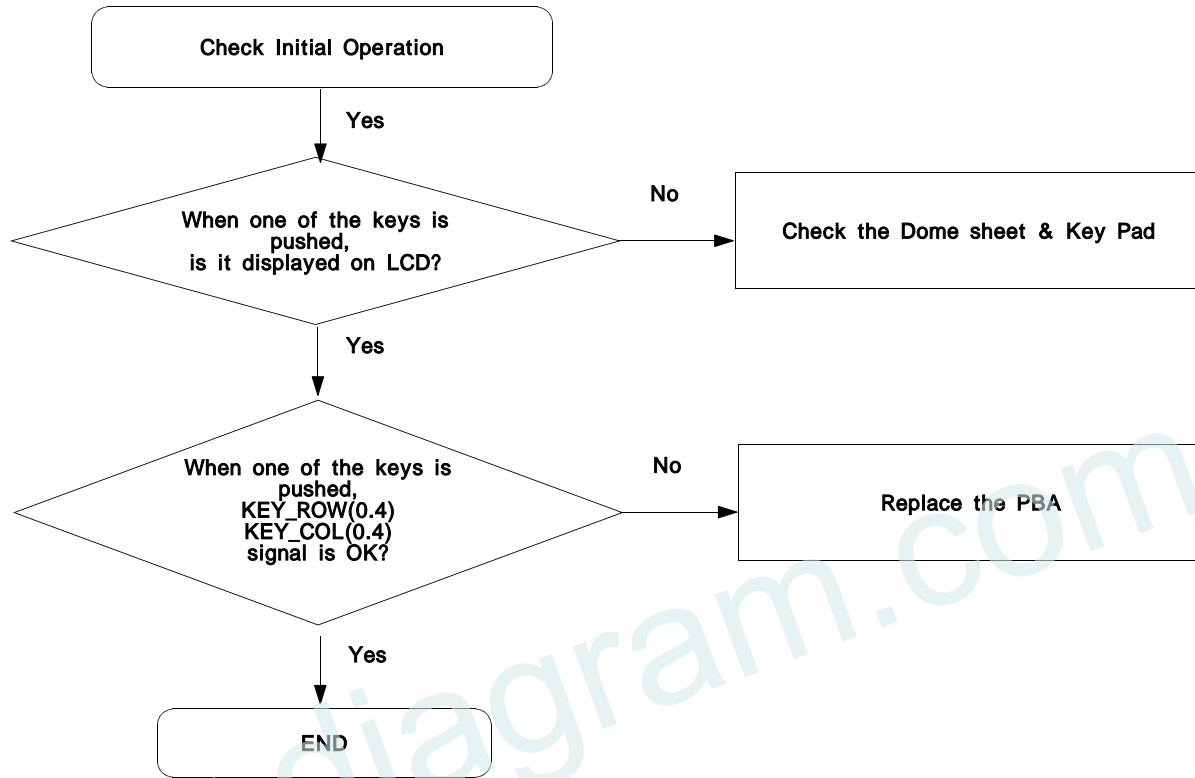 Check Initial Operation
Yes
When one of the keys is
pushed,
is it displayed on LCD?
No
Check the Dome sheet & Key Pad
Yes
When one of the keys is
pushed,
KEY_ROW(0.4)
KEY_COL(0.4)
signal is OK?
No
Replace the PBA
Yes
END
diagram.com